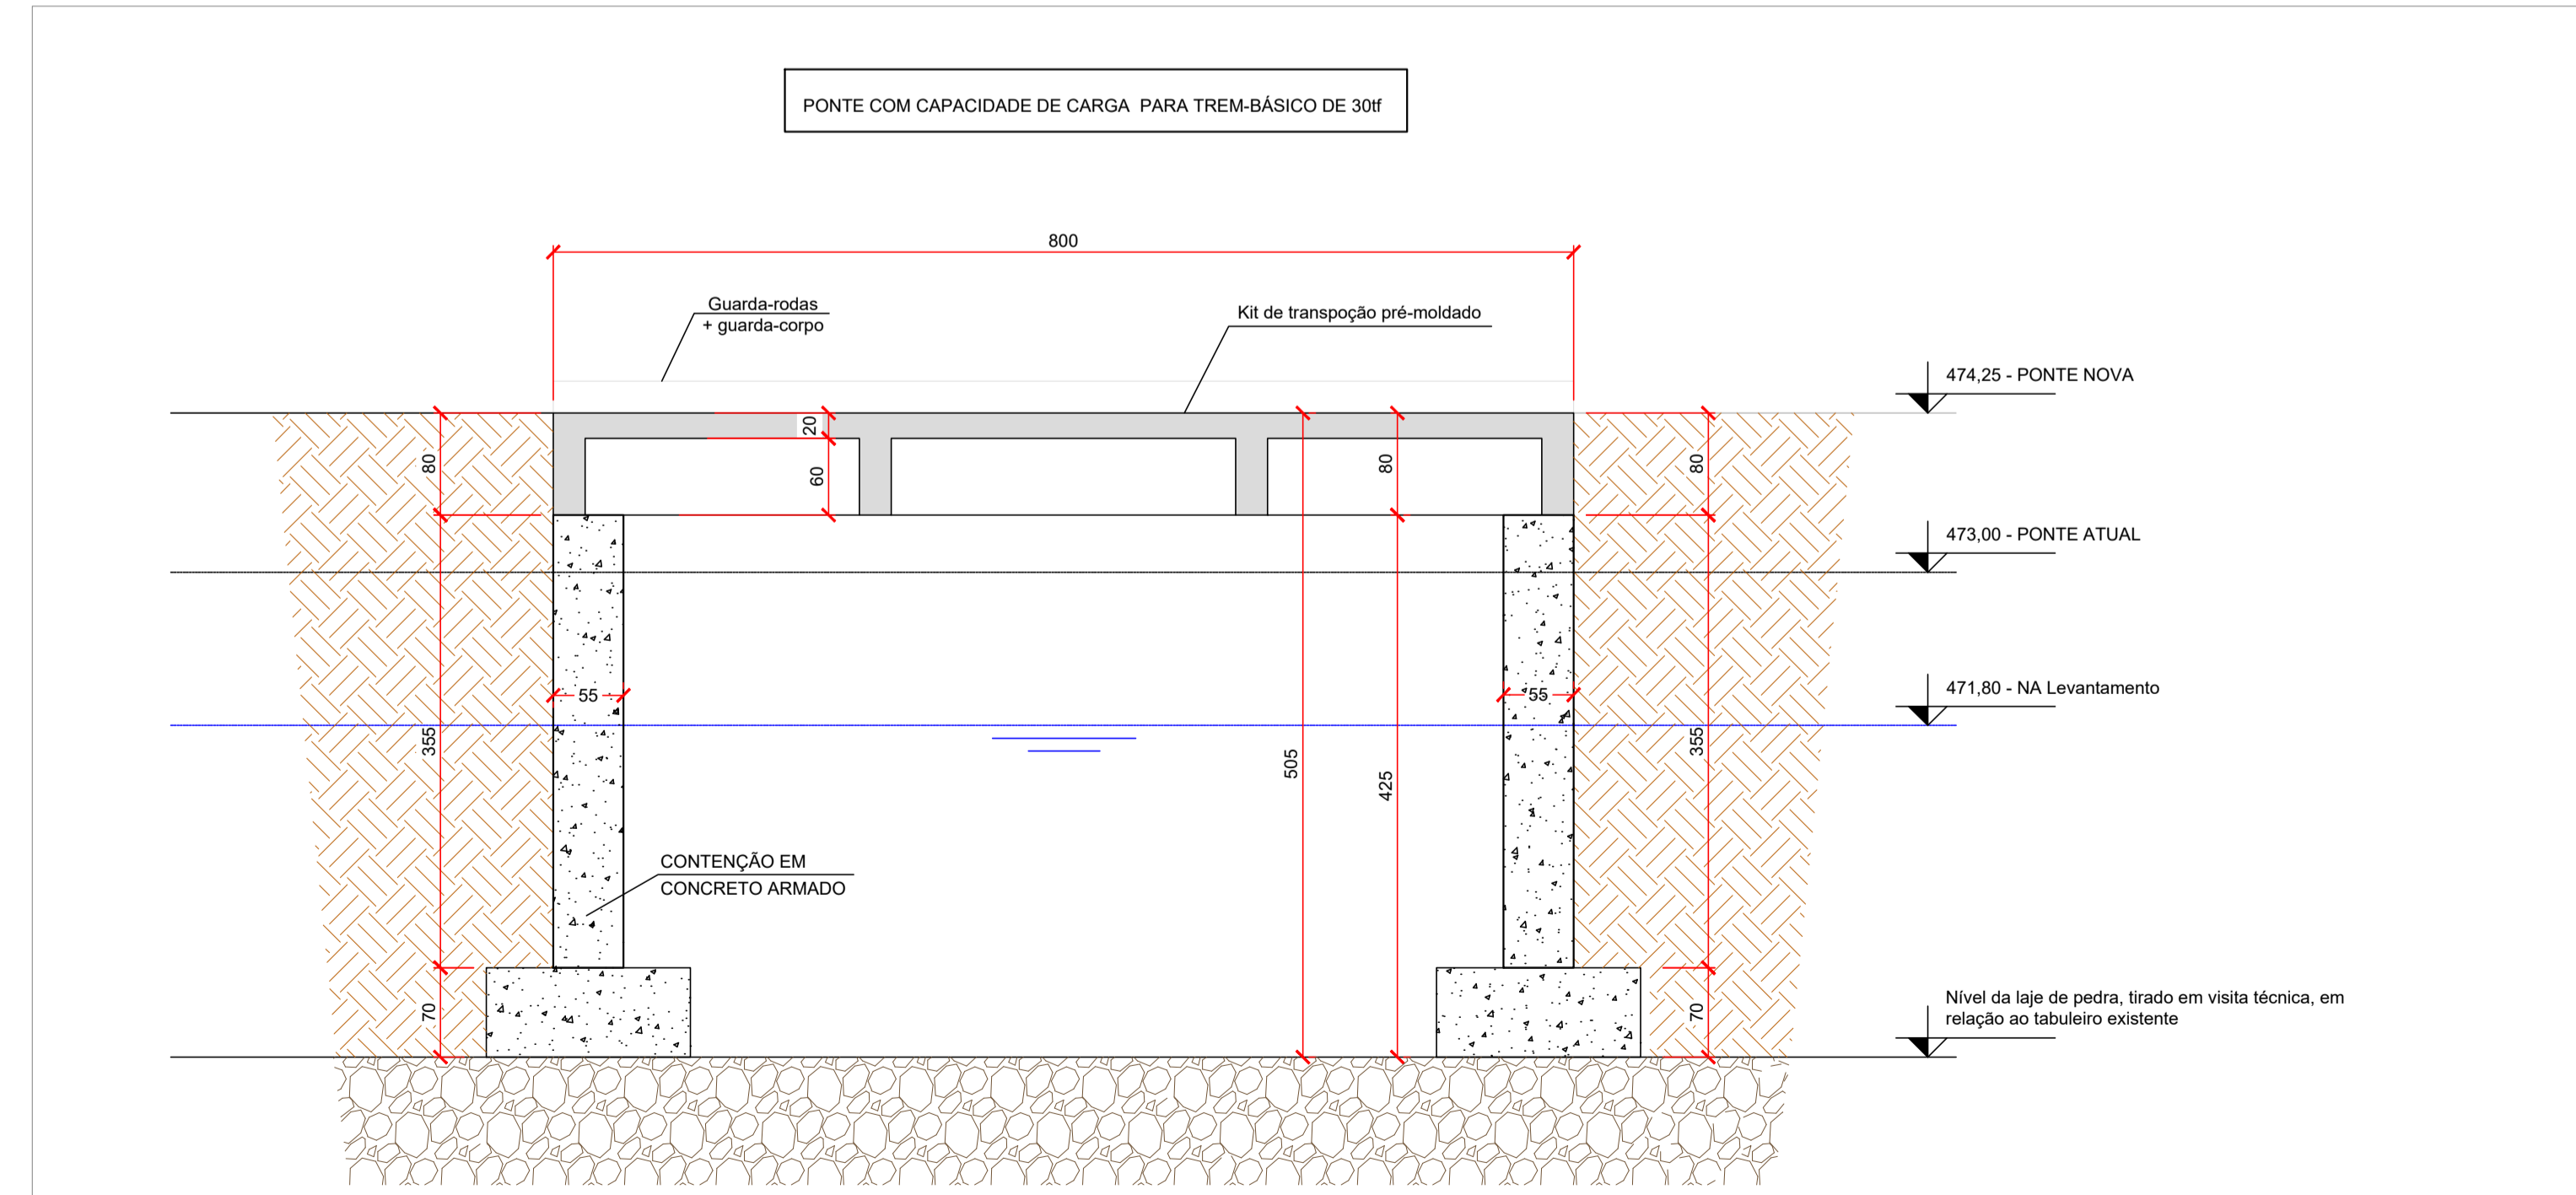 PONTE COM CAPACIDADE DE CARGA PARA TREM-BÁSICO DE 30tf
800
Guarda-rodas
+ guarda-corpo
Kit de transpoção pré-moldado
474,25 - PONTE NOVA
20
80
60
80
80
473,00 - PONTE ATUAL
471,80 - NA Levantamento
55
55
355
505
425
355
CONTENÇÃO EM
CONCRETO ARMADO
70
70
Nível da laje de pedra, tirado em visita técnica, em
relação ao tabuleiro existente